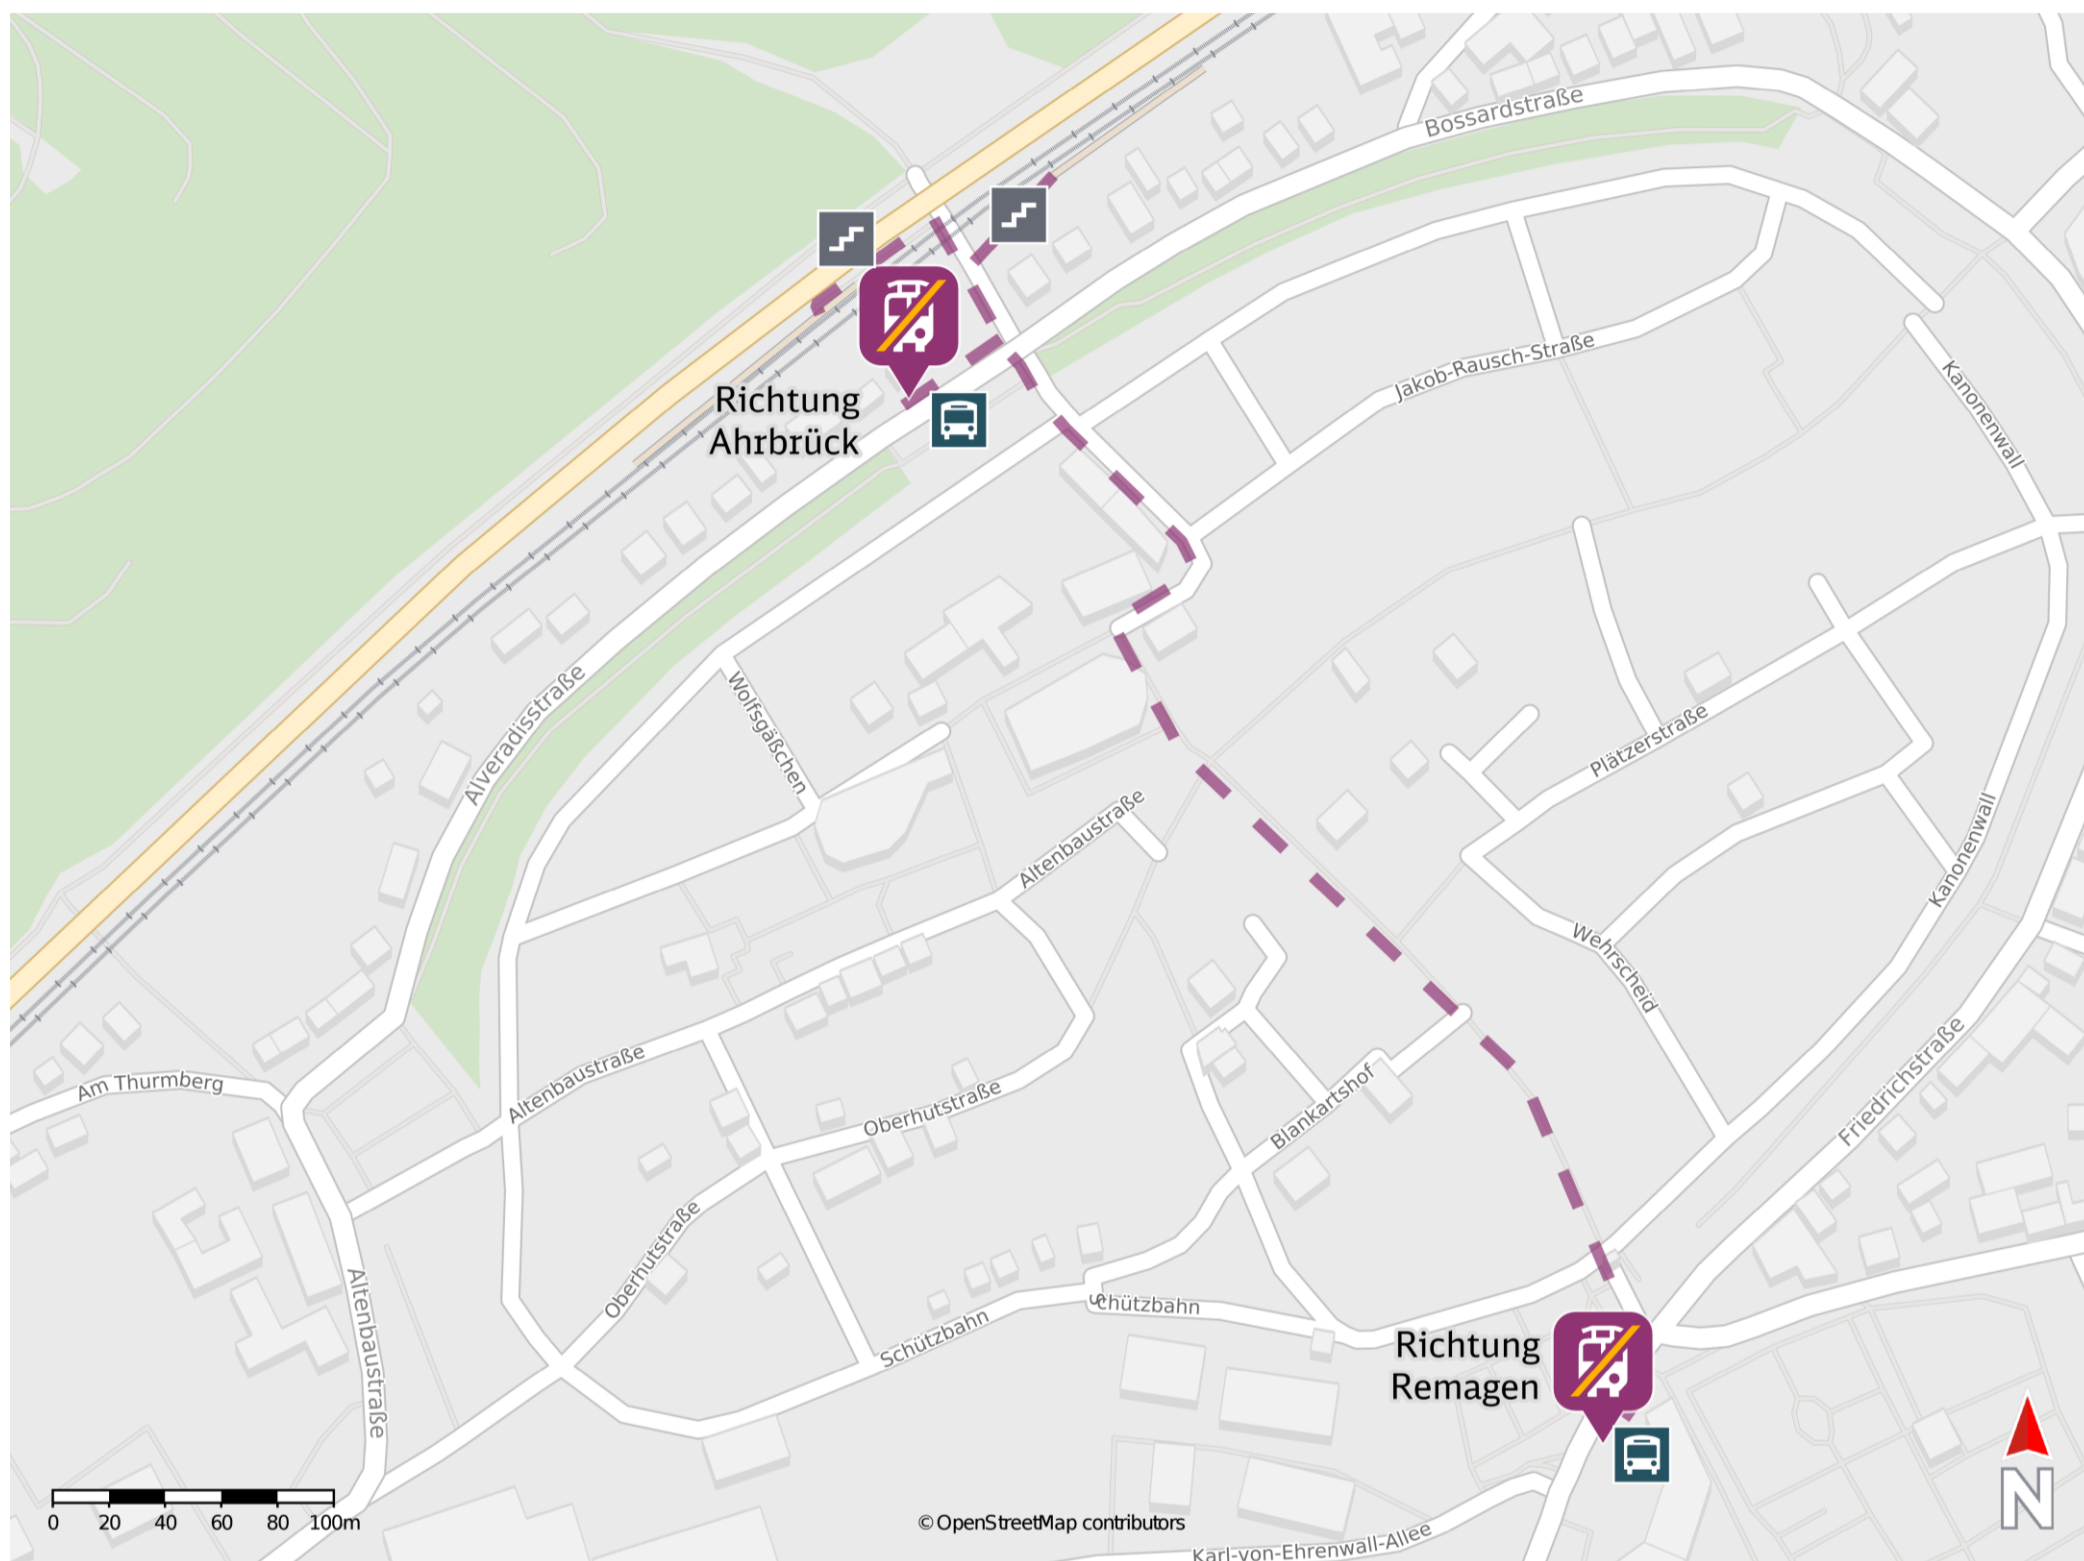 Bossardstraße
Jakob-Rausch-Straße
Kanonenwall
Richtung
Ahrbrück
Alveradisstraße
Wolfsgäßchen
Plätzerstraße
Altenbaustraße
Kanonenwall
Wehrscheid
Am Thurmberg
Altenbaustraße
Oberhutstraße
Blankartshof
Friedrichstraße
Oberhutstraße
Altenbaustraße
Schützbahn
Schützbahn
Richtung
Remagen
0 20 40 60 80 100m
© OpenStreetMap contributors
Karl-von-Ehrenwall-Allee
N